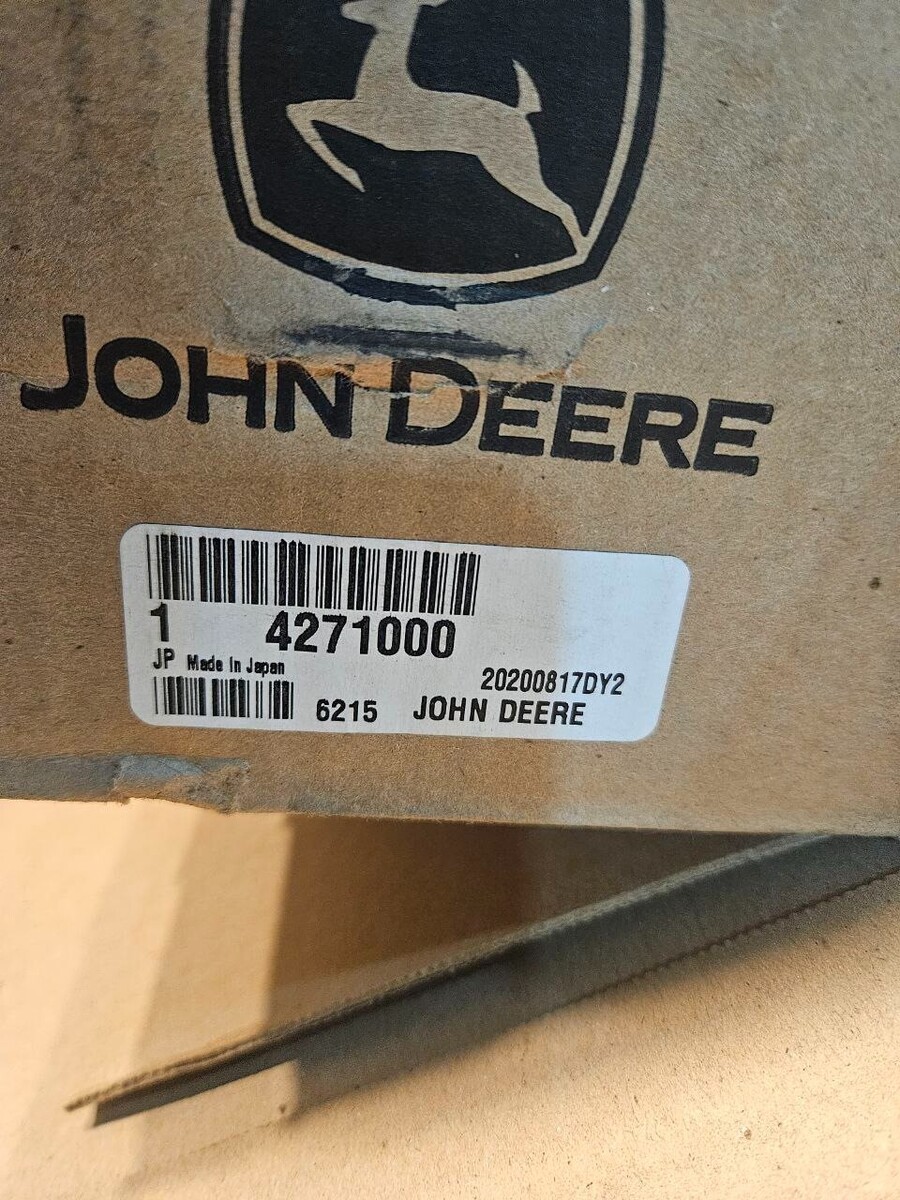 JOHN DEERE
1 4271000
JP Made in Japan
20200817DY2
6215 JOHN DEERE